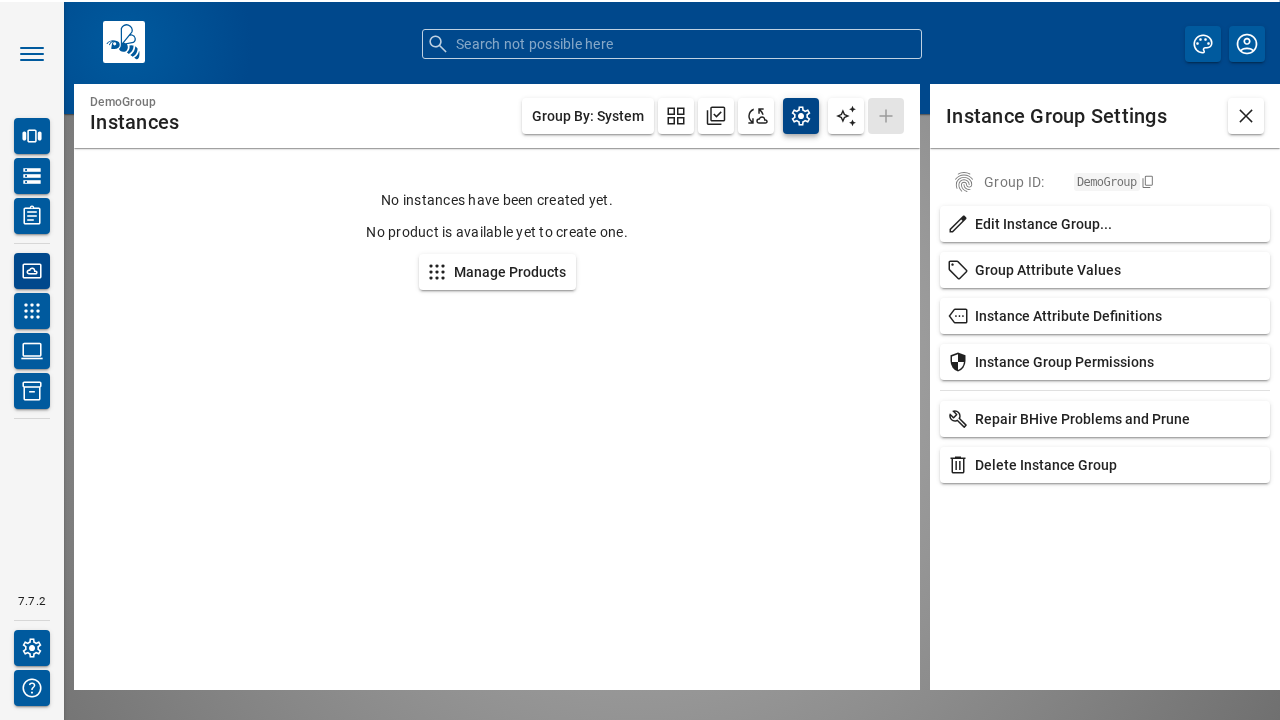 Search not possible here
DemoGroup
Instances
Group By: System
No instances have been created yet.
No product is available yet to create one.
Manage Products
Instance Group Settings
Group ID: DemoGroup
Edit Instance Group...
Group Attribute Values
Instance Attribute Definitions
Instance Group Permissions
Repair BHive Problems and Prune
Delete Instance Group
7.7.2